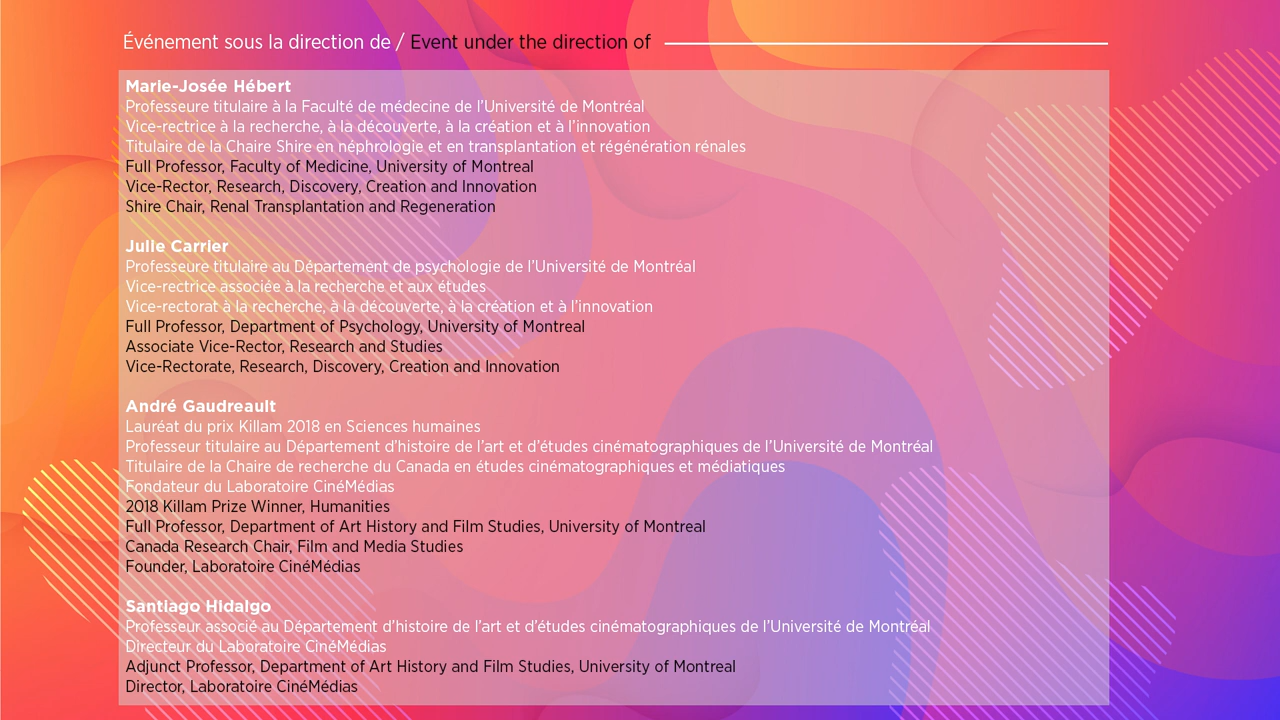 Événement sous la direction de / Event under the direction of
Marie-Josée Hébert
Professeure titulaire à la Faculté de médecine de l'Université de Montréal
Vice-rectrice à la recherche, à la découverte, à la création et à l'innovation
Titulaire de la Chaire Shire en néphrologie et en transplantation et régénération rénales
Full Professor, Faculty of Medicine, University of Montreal
Vice-Rector, Research, Discovery, Creation and Innovation
Shire Chair, Renal Transplantation and Regeneration
Julie Carrier
Professeure titulaire au Département de psychologie de l'Université de Montréal
Vice-rectrice associée à la recherche et aux études
Vice-rectorat à la recherche, à la découverte, à la création et à l'innovation
Full Professor, Department of Psychology, University of Montreal
Associate Vice-Rector, Research and Studies
Vice-Rectorate, Research, Discovery, Creation and Innovation
André Gaudreault
Lauréat du prix Killam 2018 en Sciences humaines
Professeur titulaire au Département d'histoire de l'art et d'études cinématographiques de l'Université de Montréal
Titulaire de la Chaire de recherche du Canada en études cinématographiques et médiatiques
Fondateur du Laboratoire CinéMédias
2018 Killam Prize Winner, Humanities
Full Professor, Department of Art History and Film Studies, University of Montreal
Canada Research Chair, Film and Media Studies
Founder, Laboratoire CinéMédias
Santiago Hidalgo
Professeur associé au Département d'histoire de l'art et d'études cinématographiques de l'Université de Montréal
Directeur du Laboratoire CinéMédias
Adjunct Professor, Department of Art History and Film Studies, University of Montreal
Director, Laboratoire CinéMédias